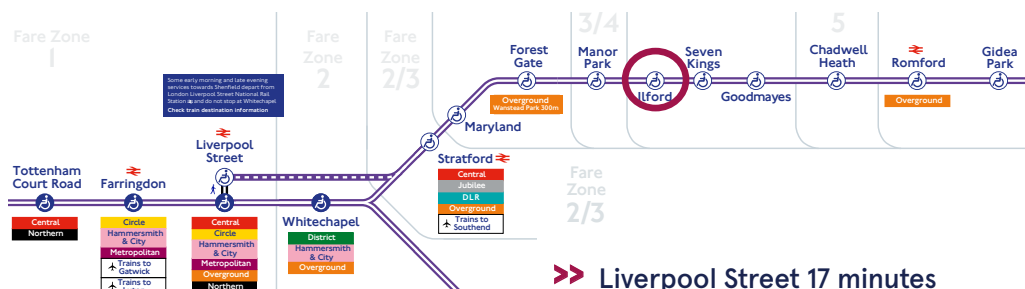 Fare Zone
1
Fare
Zone
2
Fare
Zone
2/3
3/4
5
Some early morning and late evening
services towards Shenfield depart from
London Liverpool Street National Rail
Station and do not stop at Whitechapel
Check train destination information
Forest
Gate
Overground
Wanstead Park 300m
Manor
Park
Ilford
Seven
Kings
Goodmayes
Chadwell
Heath
Romford
Overground
Gidea
Park
Maryland
Stratford
Central
Jubilee
DLR
Overground
Trains to
Southend
Liverpool
Street
Central
Circle
Hammersmith
& City
Metropolitan
Overground
Northern
Tottenham
Court Road
Central
Northern
Farringdon
Circle
Hammersmith
& City
Metropolitan
Trains to
Gatwick
Trains to
Whitechapel
District
Hammersmith
& City
Overground
Fare
Zone
2/3
>> Liverpool Street 17 minutes